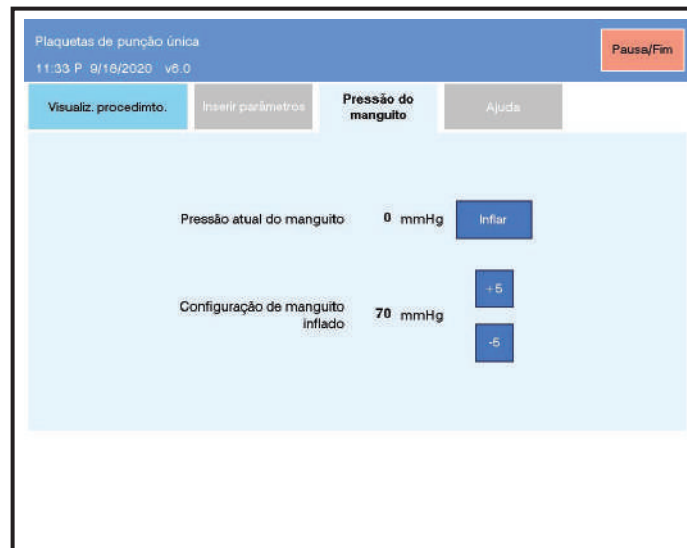 Plaquetas de punção única
11:33 P 9/16/2020 v6.0
Pausa/Fim
Visualiz. procedimto.
Inserir parâmetros
Pressão do
manguito
Ajuda
Pressão atual do manguito 0 mmHg Inflar
+5
Configuração de manguito
inflado
70 mmHg
-5